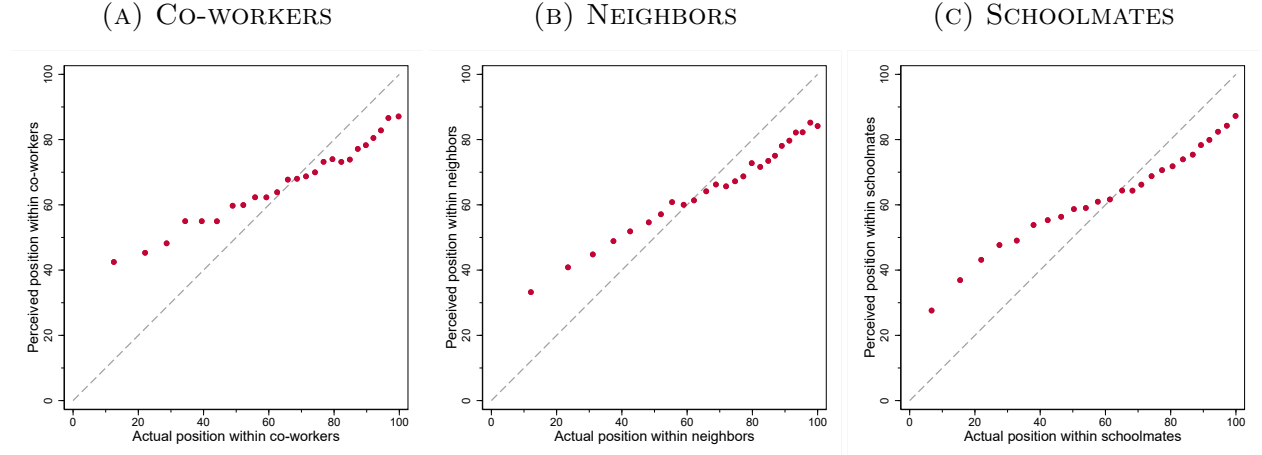 (A) CO-WORKERS
(B) NEIGHBORS
(C) SCHOOLMATES
Perceived position within co-workers
100
80
60
40
20
0
0 20 40 60 80 100
Actual position within co-workers
Perceived position within neighbors
100
80
60
40
20
0
0 20 40 60 80 100
Actual position within neighbors
Perceived position within schoolmates
100
80
60
40
20
0
0 20 40 60 80 100
Actual position within schoolmates